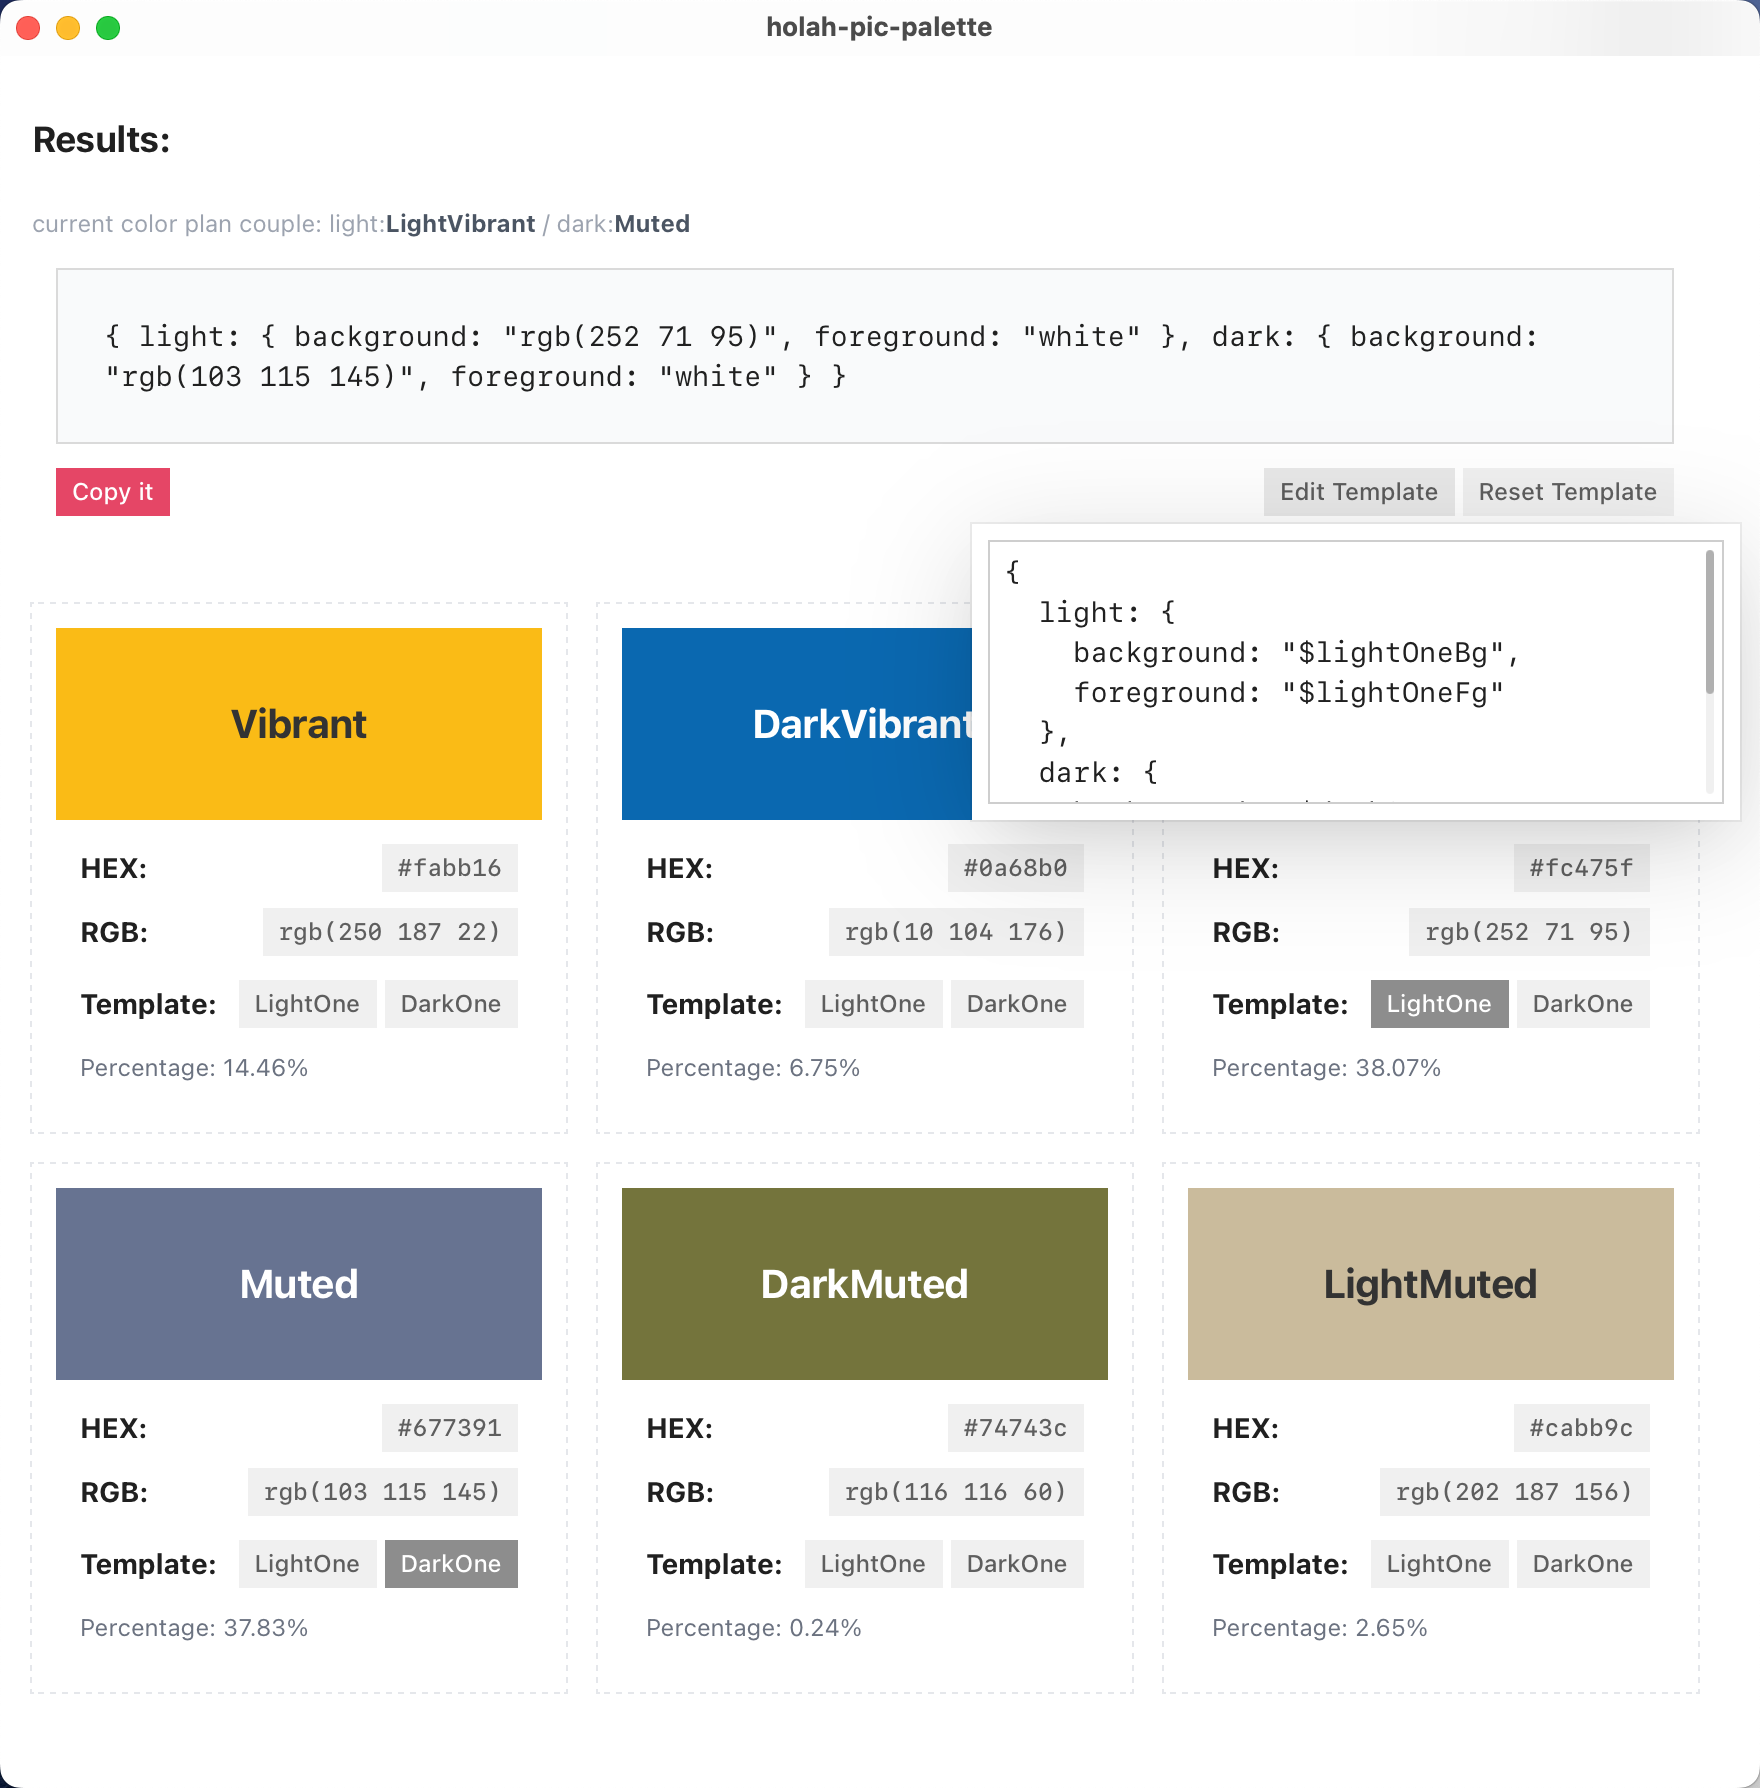 holah-pic-palette
Results:
current color plan couple: light:LightVibrant / dark:Muted
{ light: { background: "rgb(252 71 95)", foreground: "white" }, dark: { background:
"rgb(103 115 145)", foreground: "white" } }
Copy it
Edit Template
Reset Template
{
light: {
background: "$lightOneBg",
foreground: "$lightOneFg"
},
dark: {
Vibrant
HEX: #fabb16
RGB: rgb(250 187 22)
Template: LightOne DarkOne
Percentage: 14.46%
DarkVibrant
HEX: #0a68b0
RGB: rgb(10 104 176)
Template: LightOne DarkOne
Percentage: 6.75%
HEX: #fc475f
RGB: rgb(252 71 95)
Template: LightOne DarkOne
Percentage: 38.07%
Muted
HEX: #677391
RGB: rgb(103 115 145)
Template: LightOne DarkOne
Percentage: 37.83%
DarkMuted
HEX: #74743c
RGB: rgb(116 116 60)
Template: LightOne DarkOne
Percentage: 0.24%
LightMuted
HEX: #cabb9c
RGB: rgb(202 187 156)
Template: LightOne DarkOne
Percentage: 2.65%